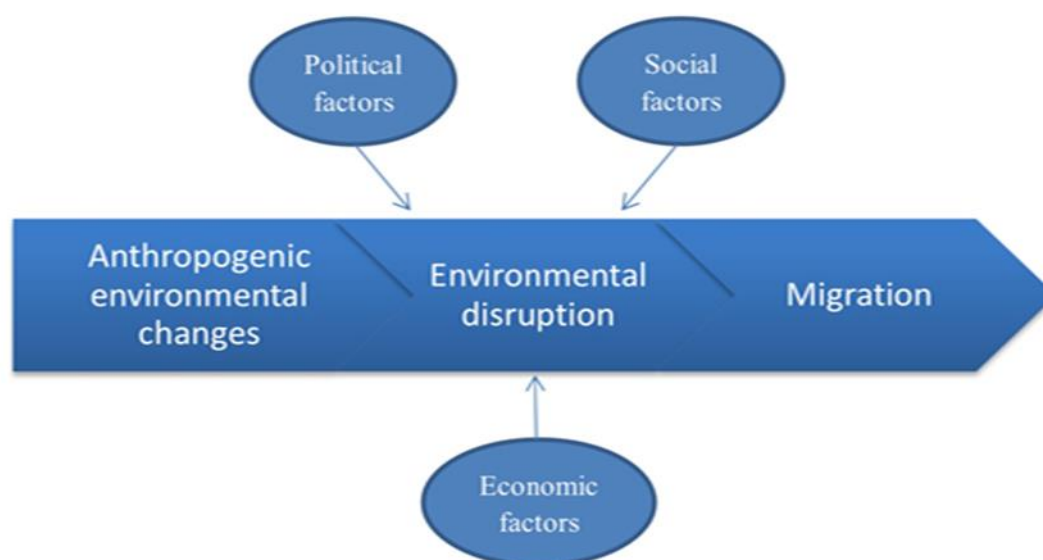 Political
factors
Social
factors
Anthropogenic
environmental
changes
Environmental
disruption
Migration
Economic
factors